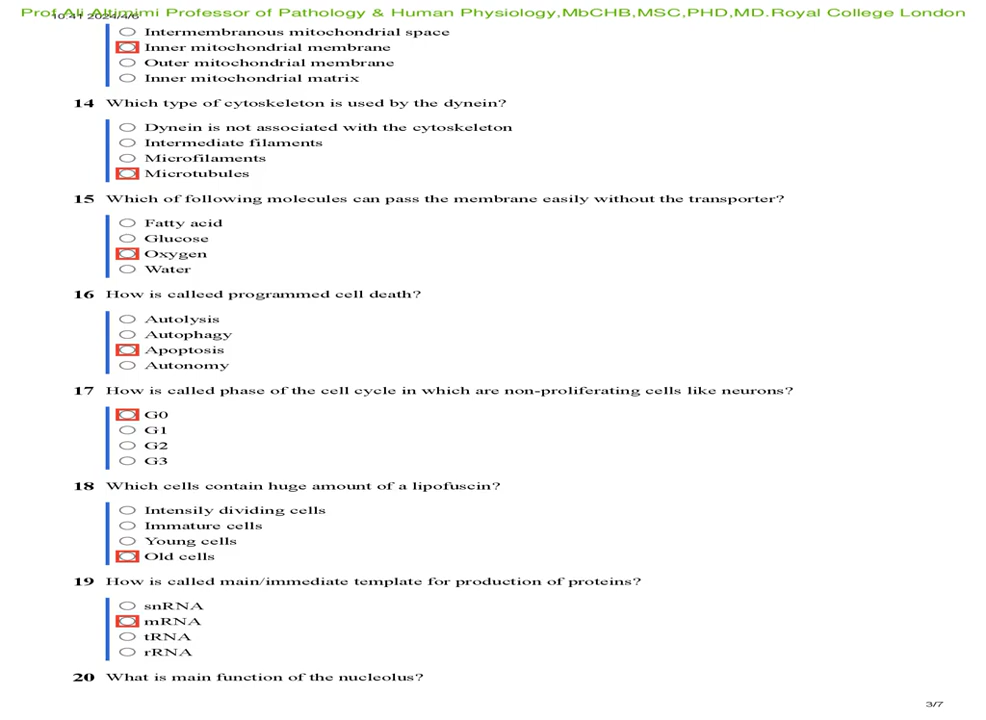 Prof.Ali Altimimi Professor of Pathology & Human Physiology,MbCHB,MSC,PHD,MD.Royal College London
10:41 2024/4/6
Intermembranous mitochondrial space
Inner mitochondrial membrane
Outer mitochondrial membrane
Inner mitochondrial matrix
14 Which type of cytoskeleton is used by the dynein?
Dynein is not associated with the cytoskeleton
Intermediate filaments
Microfilaments
Microtubules
15 Which of following molecules can pass the membrane easily without the transporter?
Fatty acid
Glucose
Oxygen
Water
16 How is calleed programmed cell death?
Autolysis
Autophagy
Apoptosis
Autonomy
17 How is called phase of the cell cycle in which are non-proliferating cells like neurons?
G0
G1
G2
G3
18 Which cells contain huge amount of a lipofuscin?
Intensily dividing cells
Immature cells
Young cells
Old cells
19 How is called main/immediate template for production of proteins?
snRNA
mRNA
tRNA
rRNA
20 What is main function of the nucleolus?
3/7